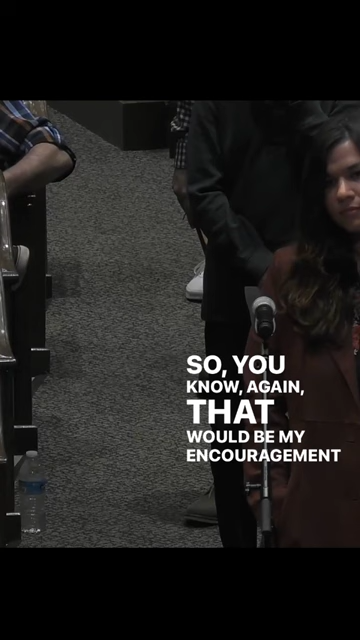 SO, YOU
KNOW, AGAIN,
THAT
WOULD BE MY
ENCOURAGEMENT